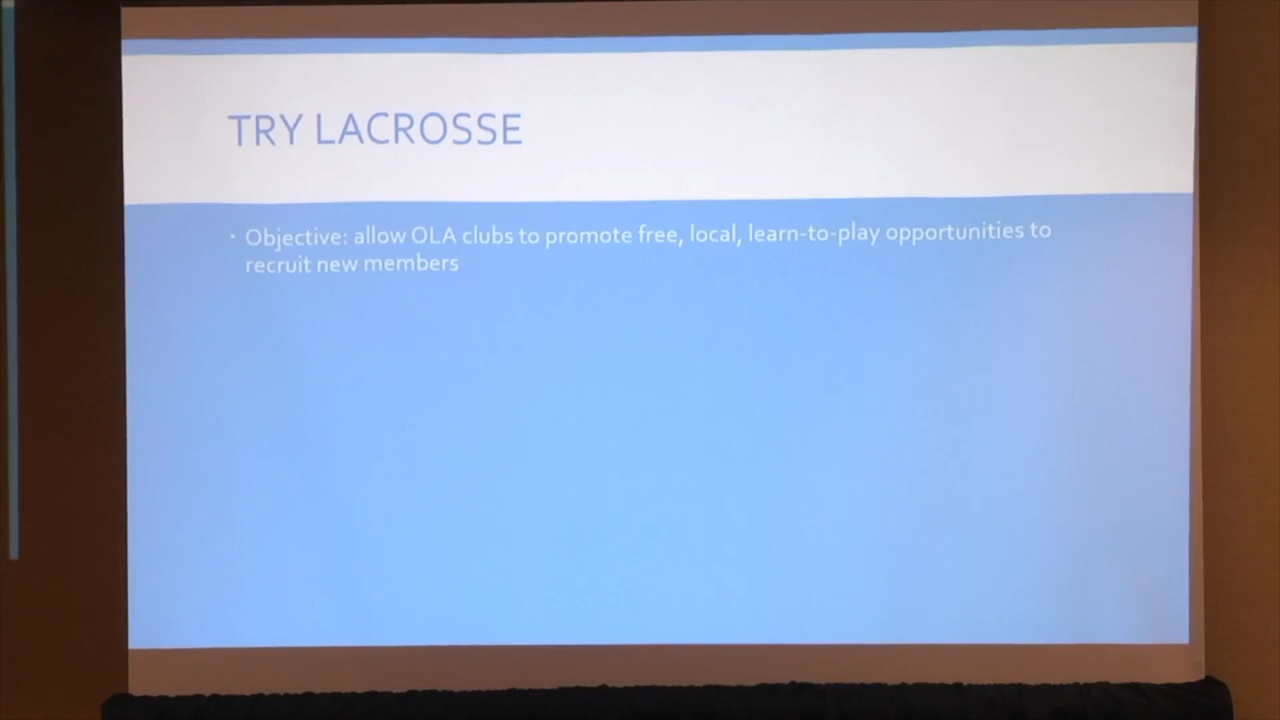 TRY LACROSSE
· Objective: allow OLA clubs to promote free, local, learn-to-play opportunities to
recruit new members